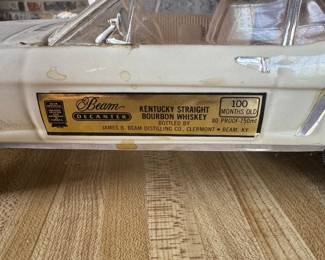 Beam
DECANTER
KENTUCKY STRAIGHT
BOURBON WHISKEY
BOTTLED BY
JAMES B. BEAM DISTILLING CO., CLERMONT • BEAM, KY.
100
MONTHS OLD
80 PROOF-750ml